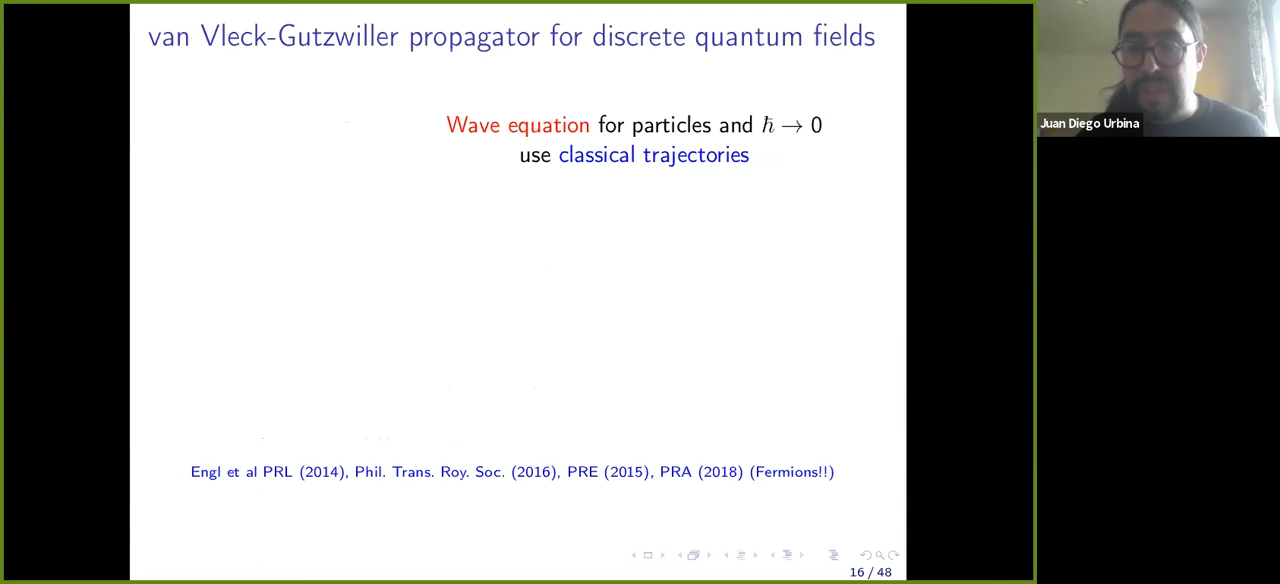 van Vleck-Gutzwiller propagator for discrete quantum fields
Wave equation for particles and ℏ → 0
use classical trajectories
Engl et al PRL (2014), Phil. Trans. Roy. Soc. (2016), PRE (2015), PRA (2018) (Fermions!!)
16 / 48
Juan Diego Urbina